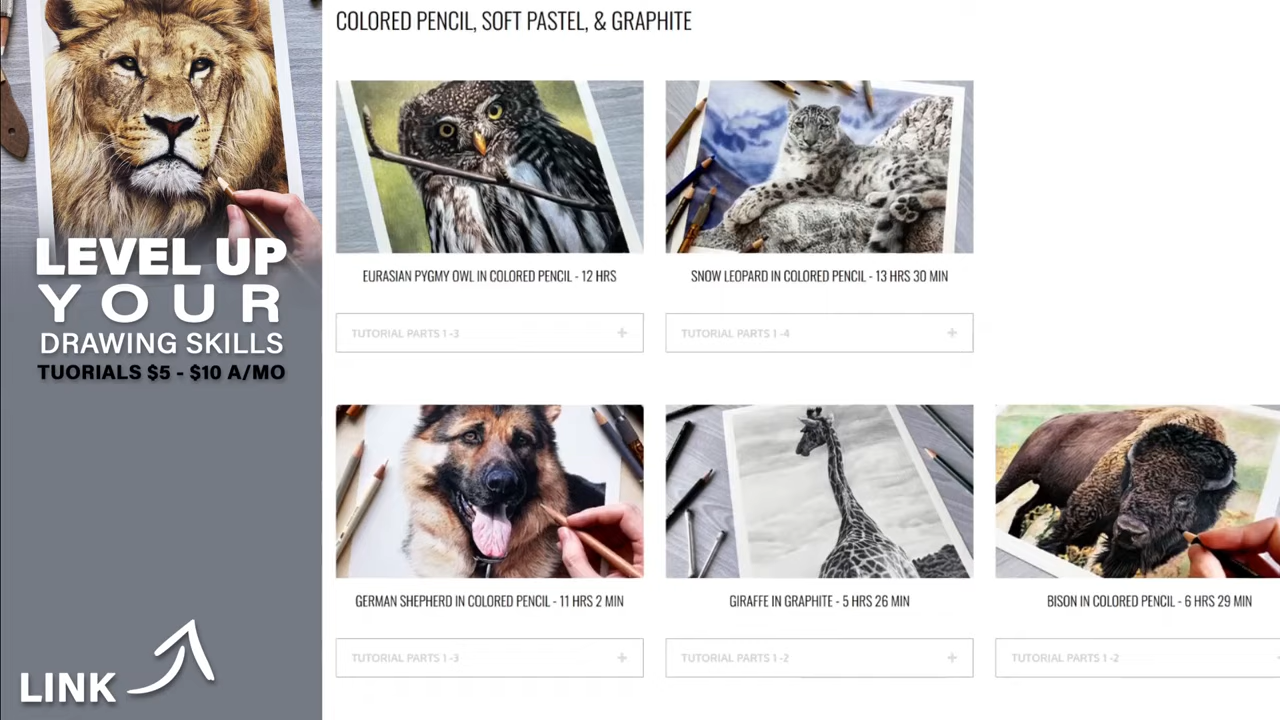 LEVEL UP
YOUR
DRAWING SKILLS
TUORIALS $5 - $10 A/MO
LINK
COLORED PENCIL, SOFT PASTEL, & GRAPHITE
EURASIAN PYGMY OWL IN COLORED PENCIL - 12 HRS
SNOW LEOPARD IN COLORED PENCIL - 13 HRS 30 MIN
TUTORIAL PARTS 1 -3 +
TUTORIAL PARTS 1 -4 +
GERMAN SHEPHERD IN COLORED PENCIL - 11 HRS 2 MIN
GIRAFFE IN GRAPHITE - 5 HRS 26 MIN
BISON IN COLORED PENCIL - 6 HRS 29 MIN
TUTORIAL PARTS 1 -3 +
TUTORIAL PARTS 1 -2 +
TUTORIAL PARTS 1 -2